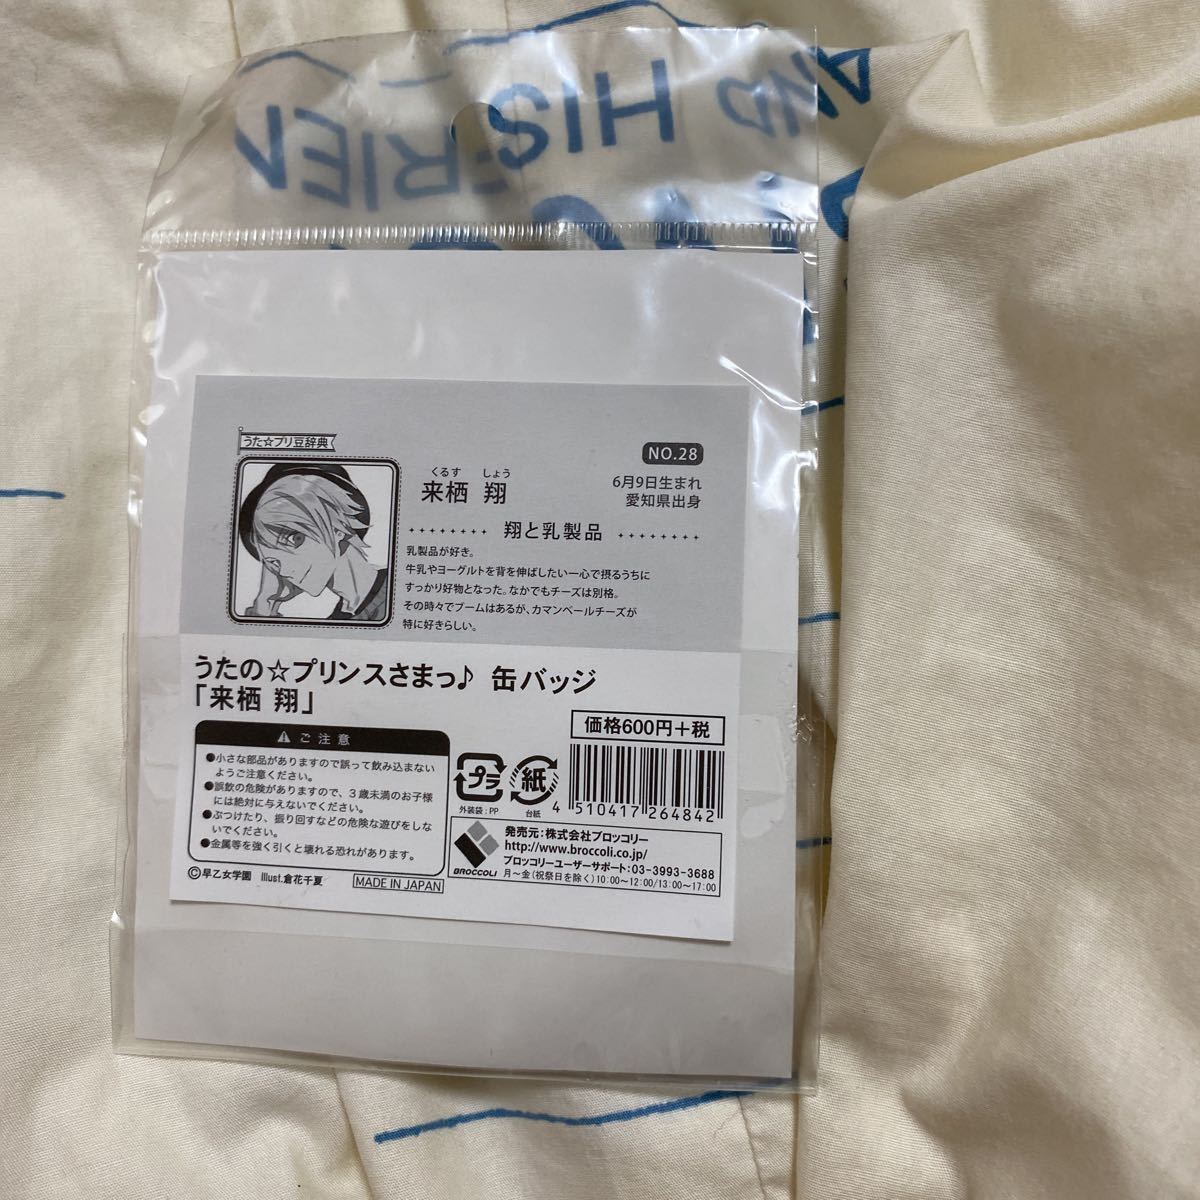 AND
HIS
FRIEN
うた☆プリ豆辞典
NO.28
くるす しょう
来栖 翔
6月9日生まれ
愛知県出身
翔と乳製品
乳製品が好き。
牛乳やヨーグルトを背を伸ばしたい一心で摂るうちに
すっかり好物となった。なかでもチーズは別格。
その時々でブームはあるが、カマンベールチーズが
特に好きらしい。
うたの☆プリンスさまっ♪ 缶バッジ
「来栖 翔」
価格600円+税
ご注意
●小さな部品がありますので誤って飲み込まない
ようご注意ください。
●誤飲の危険がありますので、3歳未満のお子様
には絶対に与えないでください。
●ぶつけたり、振り回すなどの危険な遊びをしな
いでください。
●金属等を強く引くと壊れる恐れがあります。
プラ
外装袋:PP
紙
台紙
4 510417 264842
BROCCOLI
発売元:株式会社ブロッコリー
http://www.broccoli.co.jp/
ブロッコリーユーザーサポート:03-3993-3688
月~金(祝祭日を除く)10:00~12:00/13:00~17:00
©早乙女学園 Illust.倉花千夏
MADE IN JAPAN